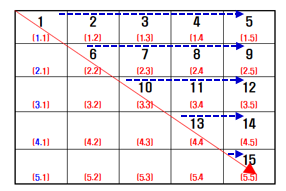 1 2 3 4 5
(1.1) (1.2) (1.3) (1.4 (1.5)
6 7 8 9
(2.1) (2.2) (2.3) (2.4 (2.5)
10 11 12
(3.1) (3.2) (3.3) (3.4 (3.5)
13 14
(4.1) (4.2) (4.3) (4.4 (4.5)
15
(5.1) (5.2) (5.3) (5.4 (5.5)